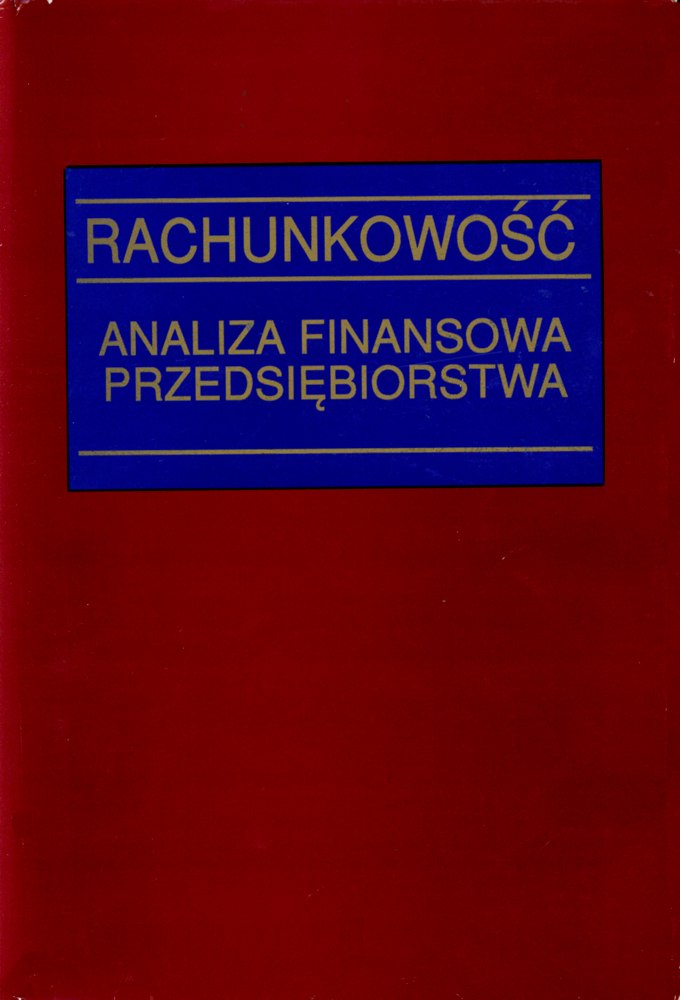 RACHUNKOWOŚĆ
ANALIZA FINANSOWA
PRZEDSIĘBIORSTWA